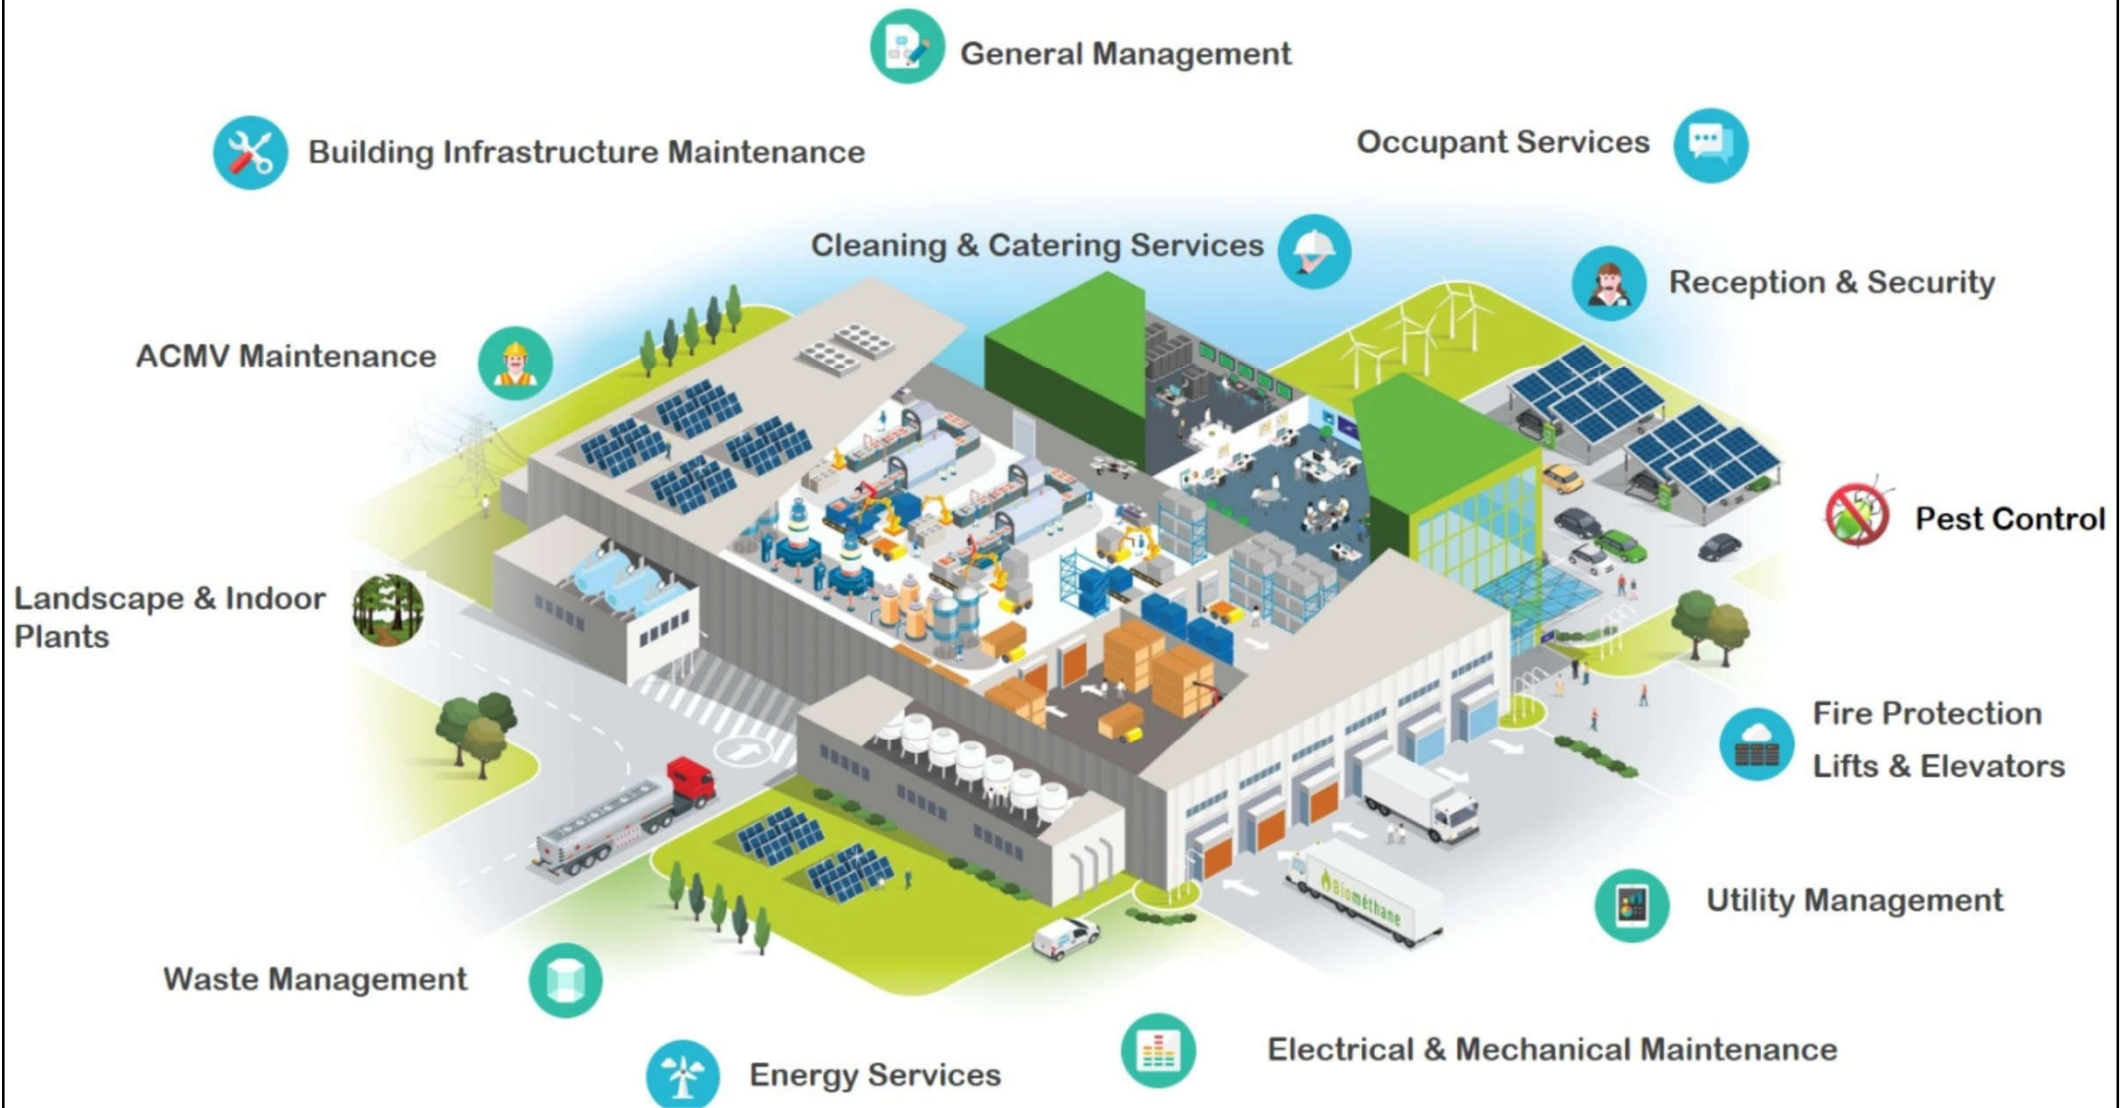 General Management
Building Infrastructure Maintenance
Occupant Services
Cleaning & Catering Services
Reception & Security
ACMV Maintenance
Pest Control
Landscape & Indoor
Plants
Fire Protection
Lifts & Elevators
Biométhane
Utility Management
Waste Management
Electrical & Mechanical Maintenance
Energy Services